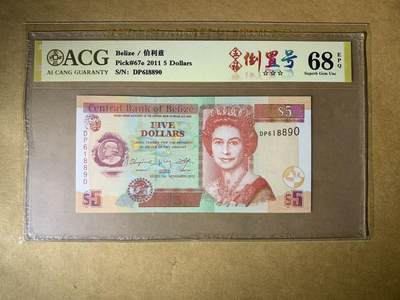 ACG
AI CANG GUARANTY
Belize / 伯利兹
Pick#67e 2011 5 Dollars
S/N: DP618890
倒置号
☆☆☆
68
EPQ
Superb Gem Unc
Central Bank of Belize
$5
FIVE
DOLLARS
DP618890
DP618890
$5
$5